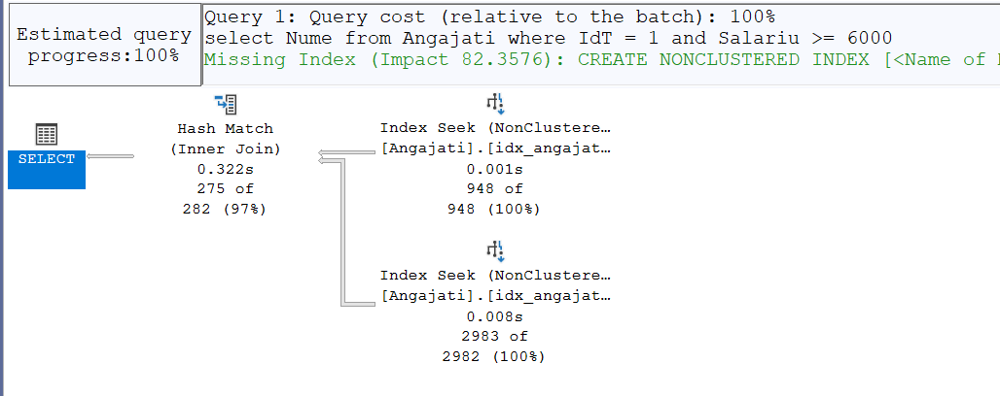 Estimated query
progress:100%
Query 1: Query cost (relative to the batch): 100%
select Nume from Angajati where IdT = 1 and Salariu >= 6000
Missing Index (Impact 82.3576): CREATE NONCLUSTERED INDEX [<Name of
SELECT
Hash Match
(Inner Join)
0.322s
275 of
282 (97%)
Index Seek (NonClustere…
[Angajati].[idx_angajat…
0.001s
948 of
948 (100%)
Index Seek (NonClustere…
[Angajati].[idx_angajat…
0.008s
2983 of
2982 (100%)